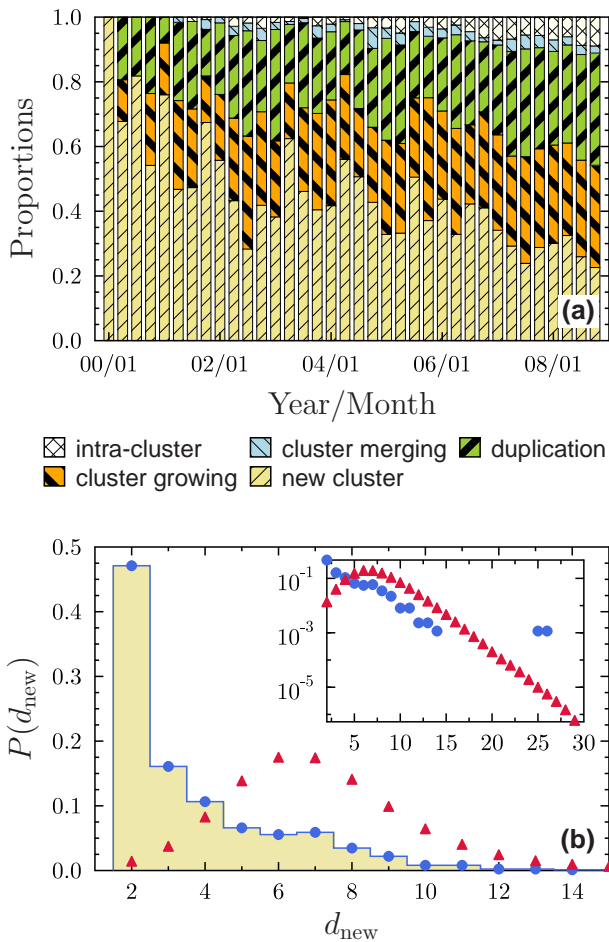 1.0
0.8
0.6
0.4
0.2
0.0
Proportions
(a)
00/01 02/01 04/01 06/01 08/01
Year/Month
intra-cluster cluster merging duplication
cluster growing new cluster
0.5
0.4
0.3
0.2
0.1
0.0
P(d_new)
10^-1
10^-3
10^-5
5 10 15 20 25 30
(b)
2 4 6 8 10 12 14
d_new